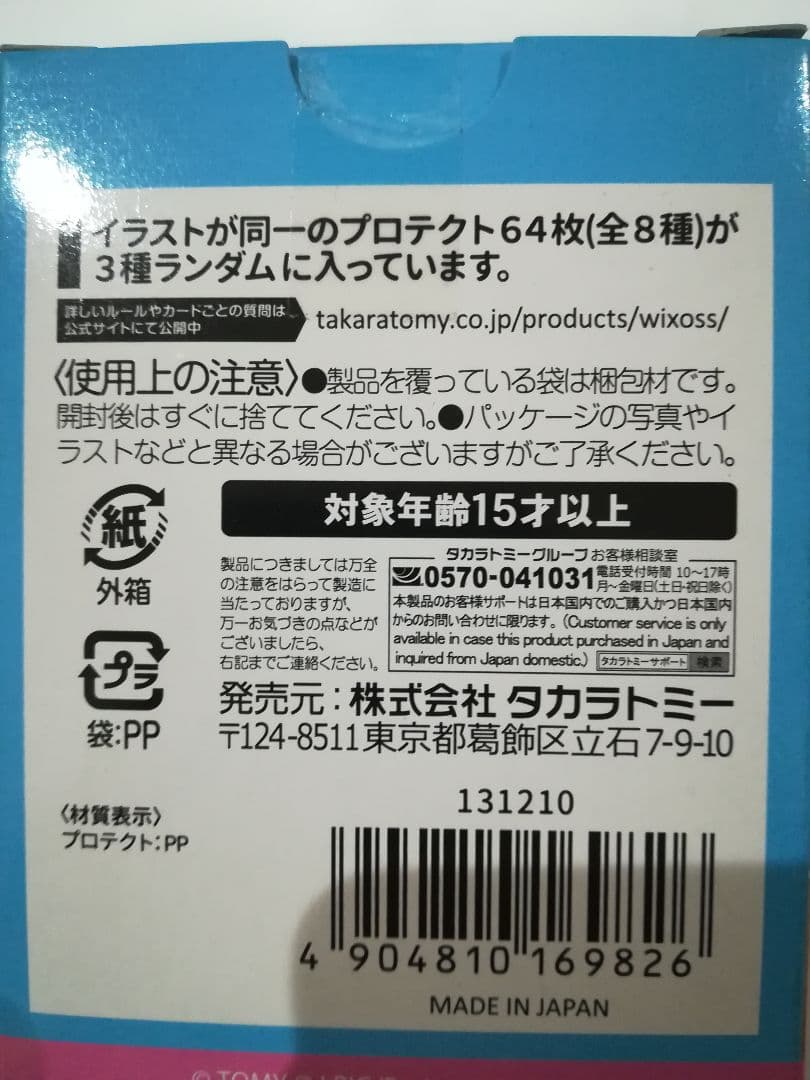 イラストが同一のプロテクト64枚(全8種)が
3種ランダムに入っています。
詳しいルールやカードごとの質問は
公式サイトにて公開中
takaratomy.co.jp/products/wixoss/
〈使用上の注意〉●製品を覆っている袋は梱包材です。
開封後はすぐに捨ててください。●パッケージの写真やイ
ラストなどと異なる場合がございますがご了承ください。
紙
外箱
プラ
袋:PP
対象年齢15才以上
製品につきましては万全
の注意をはらって製造に
当たっておりますが、
万一お気づきの点などが
ございましたら、
右記までご連絡ください。
タカラトミーグループ お客様相談室
0570-041031
電話受付時間 10〜17時
月〜金曜日(土日・祝日除く)
本製品のお客様サポートは日本国内でのご購入かつ日本国内
からのお問い合わせに限ります。(Customer service is only
available in case this product purchased in Japan and
inquired from Japan domestic.)
タカラトミーサポート 検索
発売元:株式会社 タカラトミー
〒124-8511東京都葛飾区立石7-9-10
〈材質表示〉
プロテクト:PP
131210
4 904810 169826
MADE IN JAPAN
© TOMY